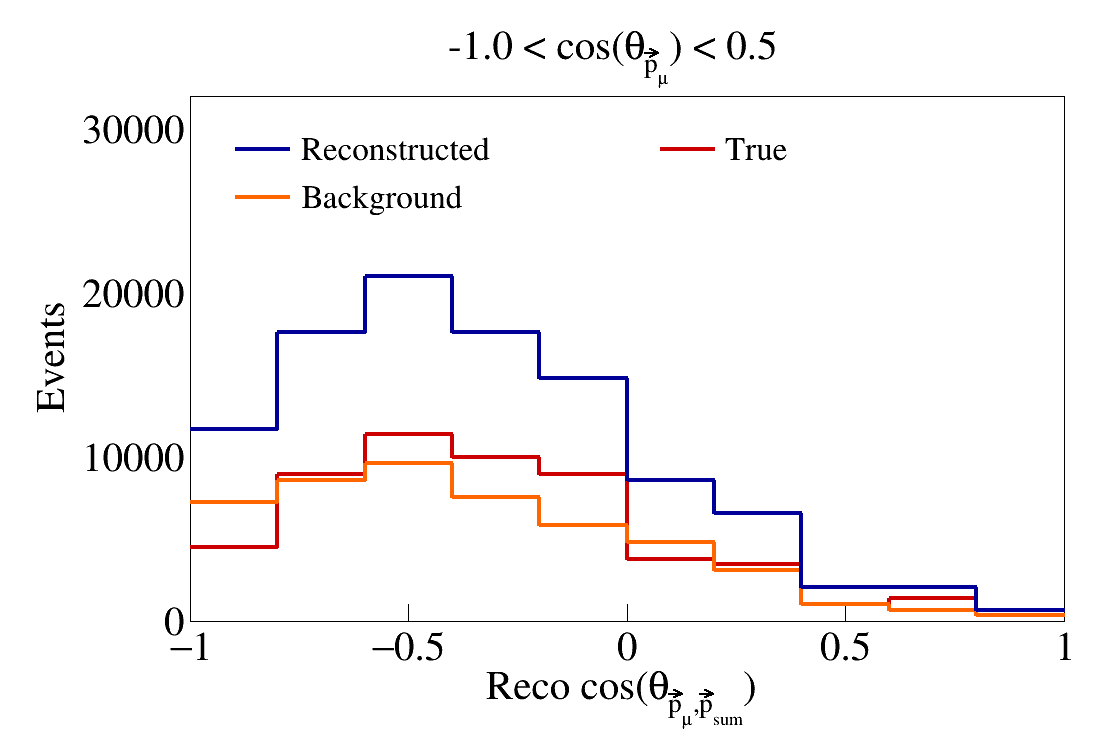 -1.0 < cos(θp⃗μ) < 0.5
30000
Reconstructed
True
Background
20000
Events
10000
0
−1
−0.5
0
0.5
1
Reco cos(θp⃗μ,p⃗sum)